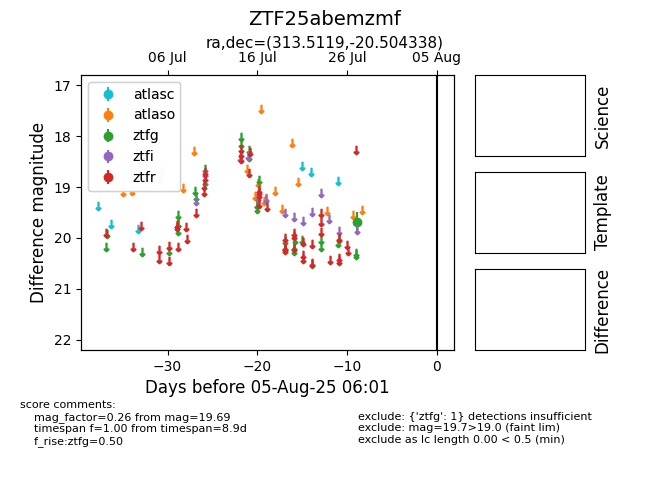 ZTF25abemzmf
ra,dec=(313.5119,-20.504338)
06 Jul 16 Jul 26 Jul 05 Aug
atlasc
atlaso
ztfg
ztfi
ztfr
17
18
19
20
21
22
Difference magnitude
−30 −20 −10 0
Days before 05-Aug-25 06:01
Science
Template
Difference
score comments:
mag_factor=0.26 from mag=19.69
timespan f=1.00 from timespan=8.9d
f_rise:ztfg=0.50
exclude: {'ztfg': 1} detections insufficient
exclude: mag=19.7>19.0 (faint lim)
exclude as lc length 0.00 < 0.5 (min)